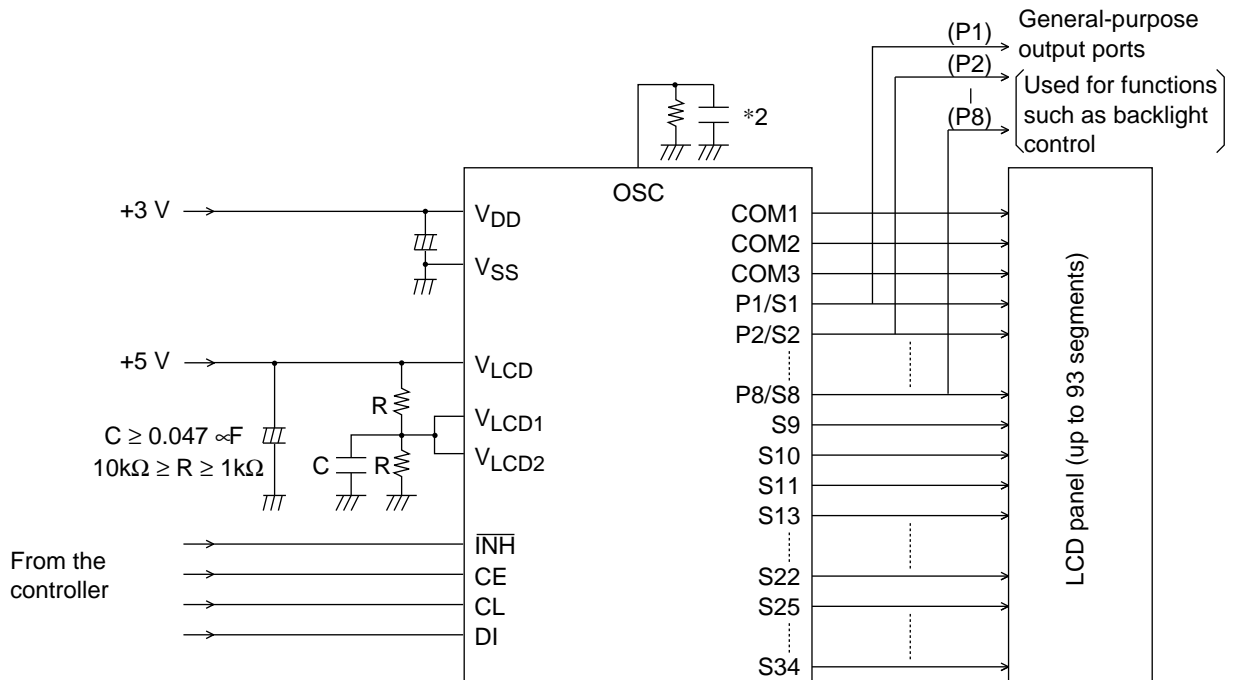 (P1)
General-purpose
output ports
(P2)
(P8)
Used for functions
such as backlight
control
*2
OSC
+3 V
VDD
VSS
+5 V
VLCD
R
VLCD1
VLCD2
C ≥ 0.047 ∝F
10kΩ ≥ R ≥ 1kΩ
C
R
From the
controller
INH
CE
CL
DI
COM1
COM2
COM3
P1/S1
P2/S2
P8/S8
S9
S10
S11
S13
S22
S25
S34
LCD panel (up to 93 segments)